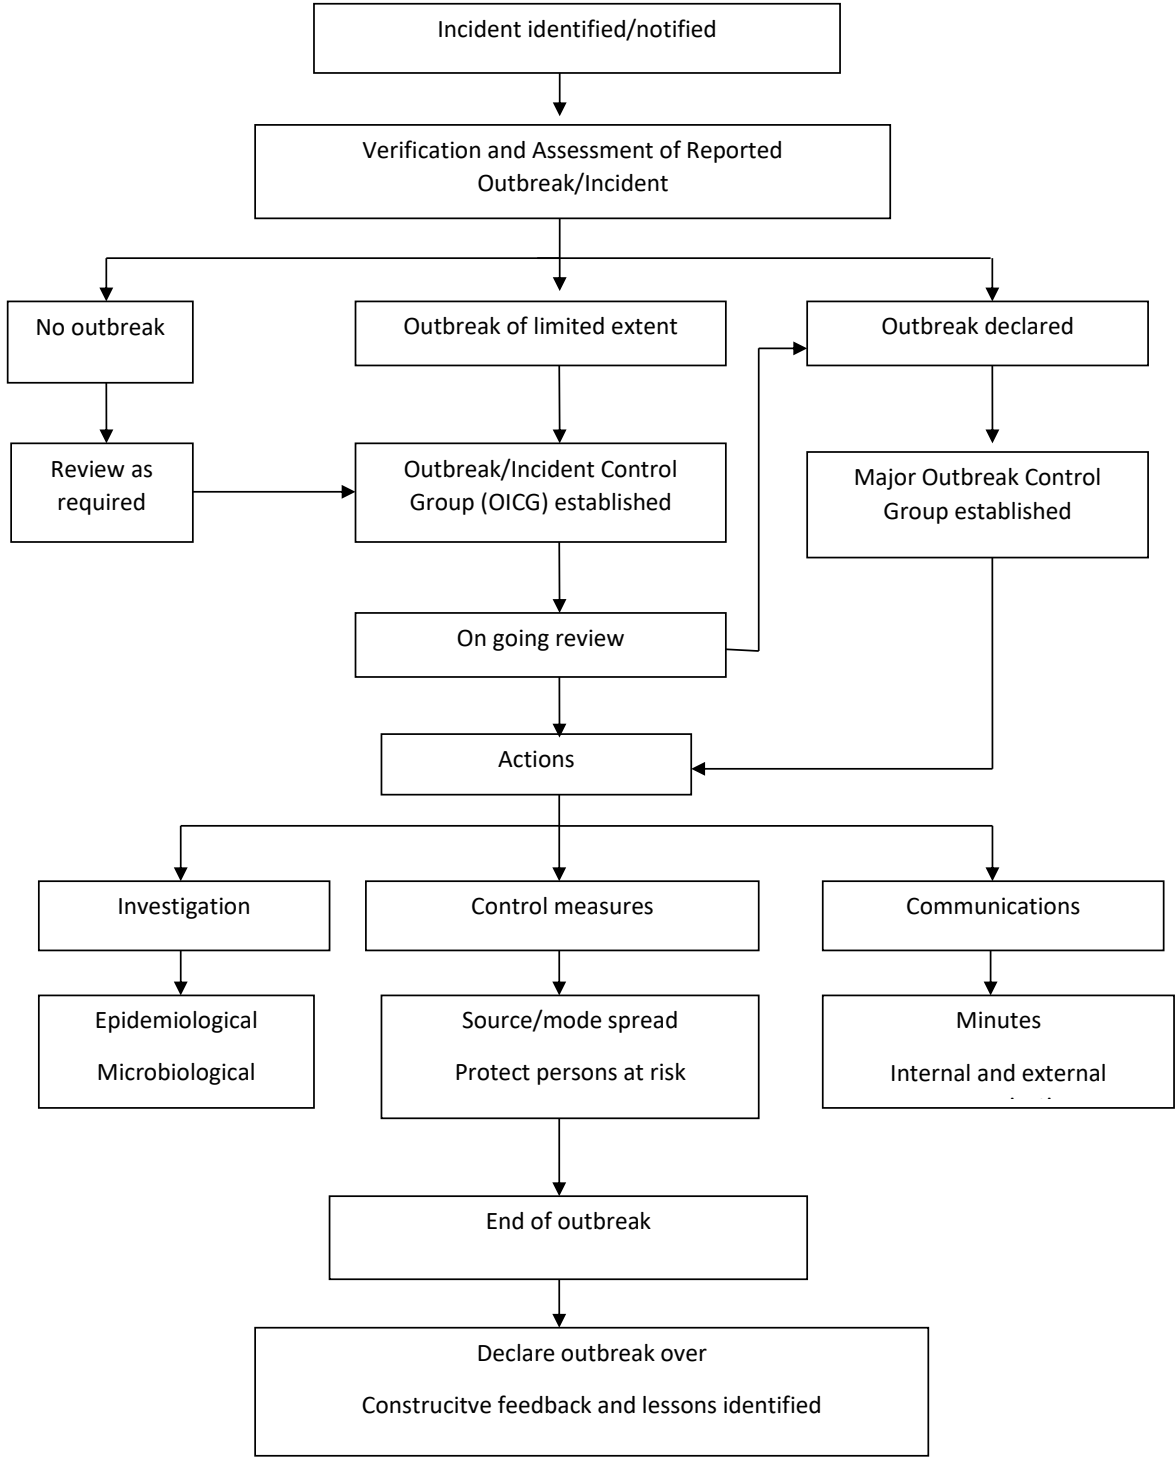 Incident identified/notified
Verification and Assessment of Reported
Outbreak/Incident
No outbreak
Outbreak of limited extent
Outbreak declared
Review as
required
Outbreak/Incident Control
Group (OICG) established
Major Outbreak Control
Group established
On going review
Actions
Investigation
Control measures
Communications
Epidemiological
Microbiological
Source/mode spread
Protect persons at risk
Minutes
Internal and external
End of outbreak
Declare outbreak over
Construcitve feedback and lessons identified